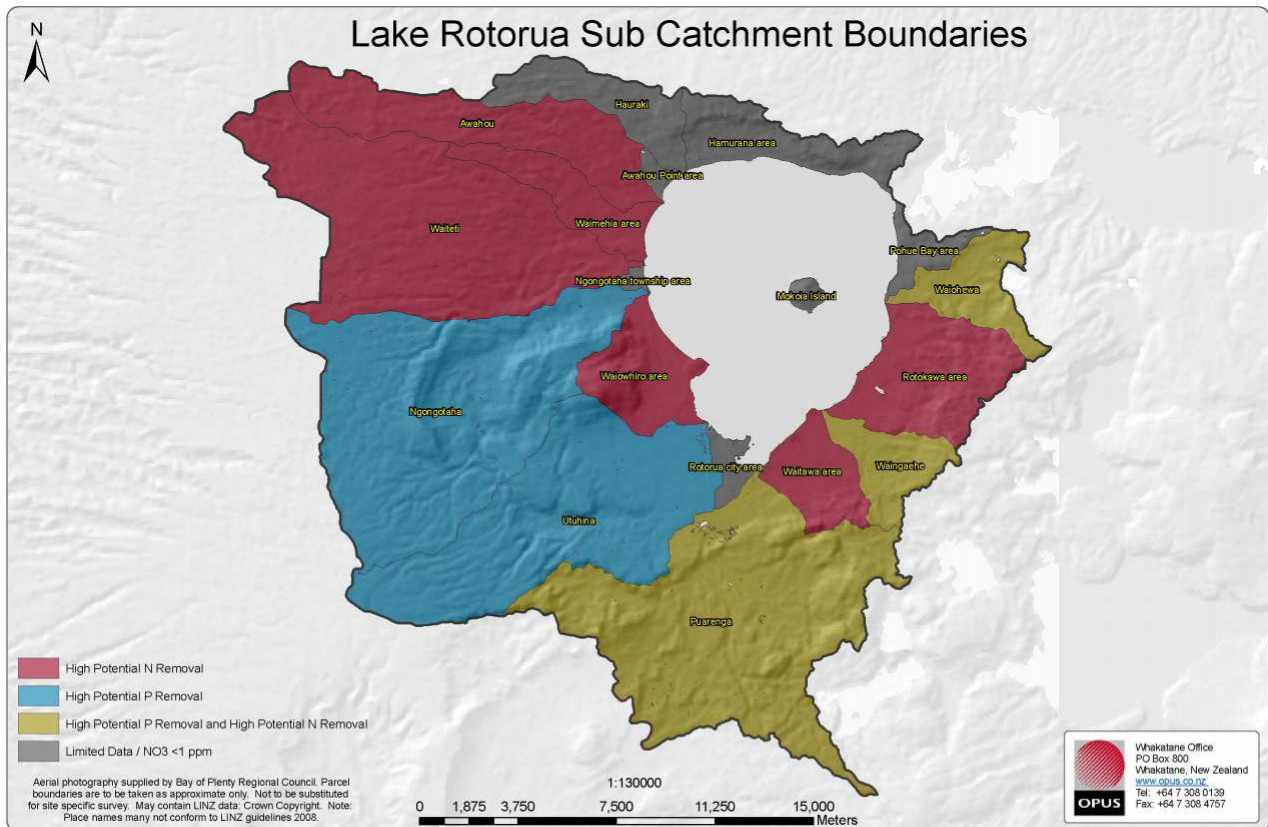 Lake Rotorua Sub Catchment Boundaries
N
Hauraki
Awahou
Hamurana area
Awahou Point area
Waimehia area
Waiteti
Pohue Bay area
Ngongotaha township area
Waiohewa
Mokoia Island
Waiowhiro area
Rotokawa area
Ngongotaha
Rotorua city area
Waitawa area
Waingaehe
Utuhina
Puarenga
High Potential N Removal
High Potential P Removal
High Potential P Removal and High Potential N Removal
Limited Data / NO3 <1 ppm
Aerial photography supplied by Bay of Plenty Regional Council. Parcel
boundaries are to be taken as approximate only. Not to be substituted
for site specific survey. May contain LINZ data: Crown Copyright. Note:
Place names many not conform to LINZ guidelines 2008.
1:130000
0 1,875 3,750 7,500 11,250 15,000
Meters
OPUS
Whakatane Office
PO Box 800
Whakatane, New Zealand
www.opus.co.nz
Tel: +64 7 308 0139
Fax: +64 7 308 4757